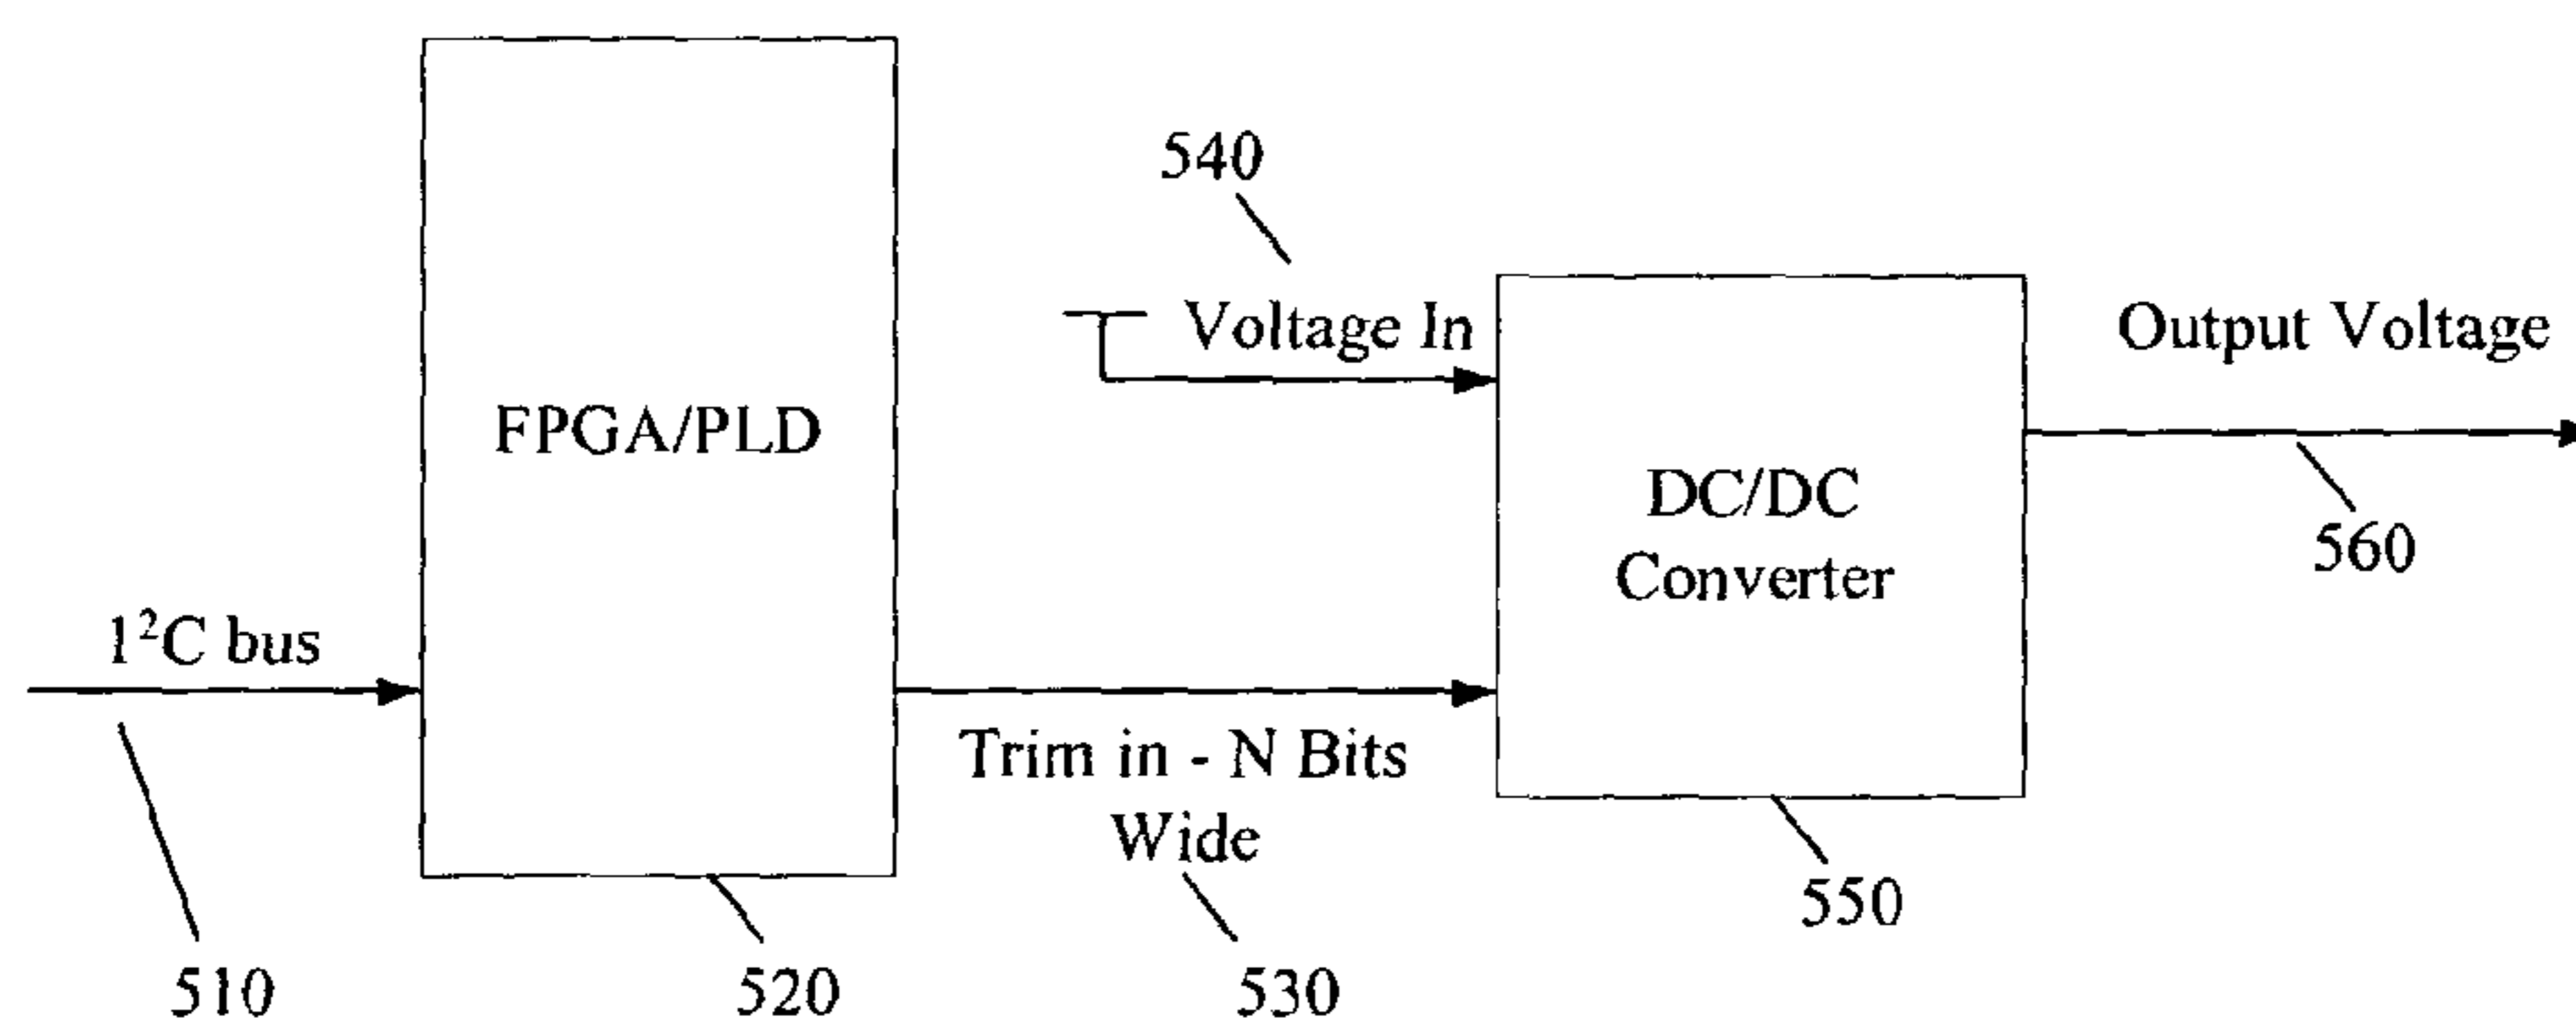 540
Voltage In
Output Voltage
FPGA/PLD
DC/DC
Converter
560
1²C bus
Trim in - N Bits
Wide
550
510
520
530